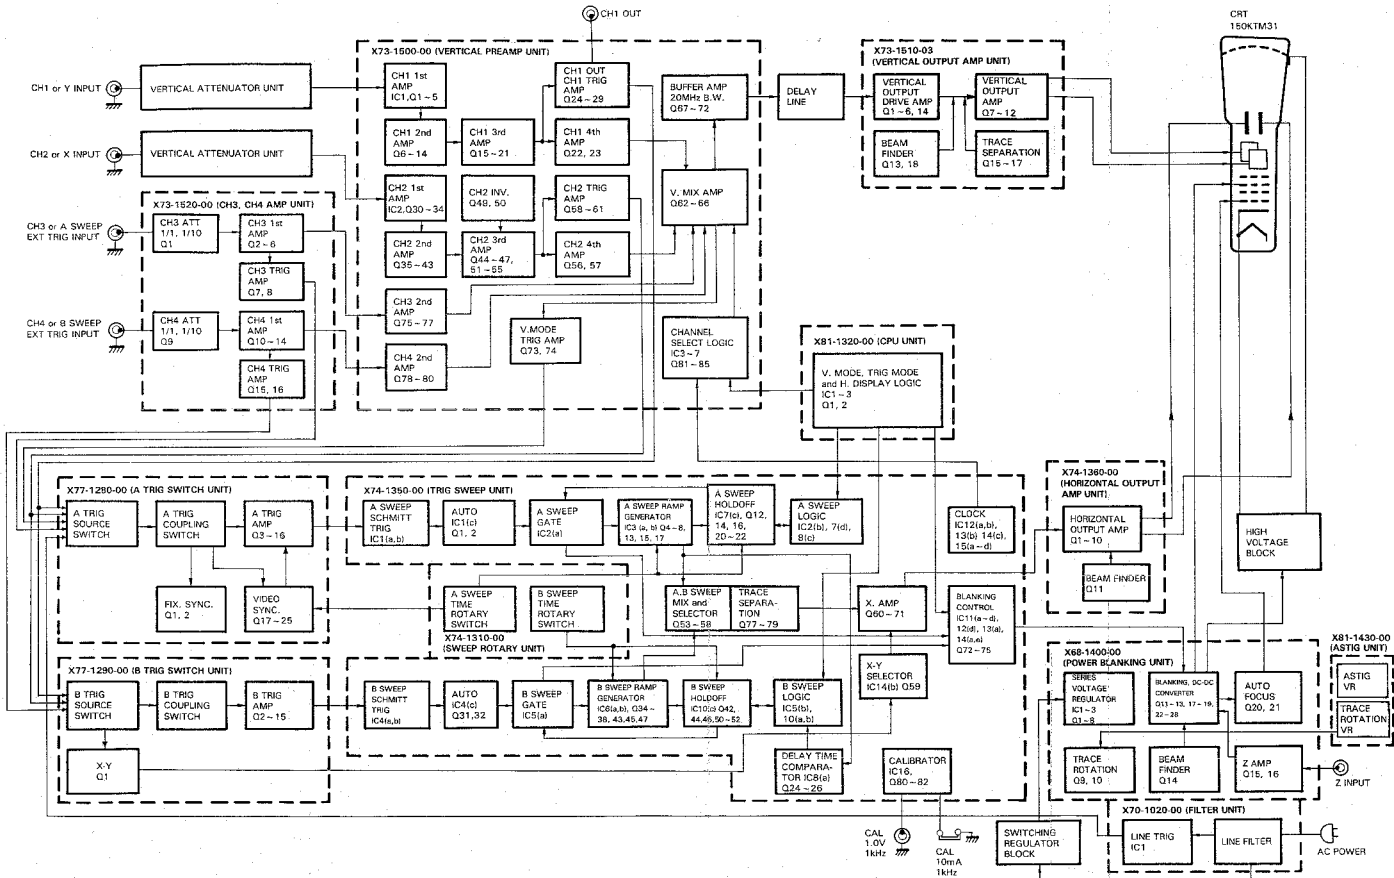 CH1 OUT
CRT
150KTM31
X73-1500-00 (VERTICAL PREAMP UNIT)
CH1 or Y INPUT
VERTICAL ATTENUATOR UNIT
CH1 1st
AMP
IC1,Q1~5
CH1 OUT
CH1 TRIG
AMP
Q24~29
BUFFER AMP
20MHz B.W.
Q67~72
DELAY
LINE
X73-1510-03
(VERTICAL OUTPUT AMP UNIT)
VERTICAL
OUTPUT
DRIVE AMP
Q1~6, 14
VERTICAL
OUTPUT
AMP
Q7~12
BEAM
FINDER
Q13, 18
TRACE
SEPARATION
Q15~17
CH2 or X INPUT
VERTICAL ATTENUATOR UNIT
CH1 2nd
AMP
Q6~14
CH1 3rd
AMP
Q15~21
CH1 4th
AMP
Q22, 23
CH2 1st
AMP
IC2,Q30~34
CH2 INV.
Q49, 50
CH2 TRIG
AMP
Q58~61
V. MIX AMP
Q62~66
CH2 2nd
AMP
Q35~43
CH2 3rd
AMP
Q44~47,
51~55
CH2 4th
AMP
Q56, 57
X73-1520-00 (CH3, CH4 AMP UNIT)
CH3 or A SWEEP
EXT TRIG INPUT
CH3 ATT
1/1, 1/10
Q1
CH3 1st
AMP
Q2~6
CH3 TRIG
AMP
Q7, 8
CH4 or B SWEEP
EXT TRIG INPUT
CH4 ATT
1/1, 1/10
Q9
CH4 1st
AMP
Q10~14
CH4 TRIG
AMP
Q15, 16
CH3 2nd
AMP
Q75~77
CH4 2nd
AMP
Q78~80
V.MODE
TRIG AMP
Q73, 74
CHANNEL
SELECT LOGIC
IC3~7
Q81~85
X81-1320-00 (CPU UNIT)
V. MODE, TRIG MODE
and H. DISPLAY LOGIC
IC1~3
Q1, 2
X77-1280-00 (A TRIG SWITCH UNIT)
A TRIG
SOURCE
SWITCH
A TRIG
COUPLING
SWITCH
A TRIG
AMP
Q3~16
FIX. SYNC.
Q1, 2
VIDEO
SYNC.
Q17~25
X74-1350-00 (TRIG SWEEP UNIT)
A SWEEP
SCHMITT
TRIG
IC1(a,b)
AUTO
IC1(c)
Q1, 2
A SWEEP
GATE
IC2(a)
A SWEEP RAMP
GENERATOR
IC3 (a, b) Q4~8,
13, 15, 17
A SWEEP
HOLDOFF
IC7(c), Q12,
14, 16,
20~22
A SWEEP
LOGIC
IC2(b), 7(d),
8(c)
CLOCK
IC12(a,b),
13(b) 14(c),
15(a~d)
A SWEEP
TIME
ROTARY
SWITCH
B SWEEP
TIME
ROTARY
SWITCH
X74-1310-00
(SWEEP ROTARY UNIT)
A.B SWEEP
MIX and
SELECTOR
Q53~58
TRACE
SEPARA-
TION
Q77~79
X. AMP
Q60~71
BLANKING
CONTROL
IC11(a~d),
12(d), 13(a),
14(a,e)
Q72~75
X-Y
SELECTOR
IC14(b) Q59
X74-1360-00
(HORIZONTAL OUTPUT
AMP UNIT)
HORIZONTAL
OUTPUT AMP
Q1~10
BEAM FINDER
Q11
HIGH
VOLTAGE
BLOCK
X77-1290-00 (B TRIG SWITCH UNIT)
B TRIG
SOURCE
SWITCH
B TRIG
COUPLING
SWITCH
B TRIG
AMP
Q2~15
X-Y
Q1
B SWEEP
SCHMITT
TRIG
IC4(a,b)
AUTO
IC4(c)
Q31,32
B SWEEP
GATE
IC5(a)
B SWEEP RAMP
GENERATOR
IC6(a,b), Q34~
38, 43,45,47
B SWEEP
HOLDOFF
IC10(c) Q42,
44,46,50~52
B SWEEP
LOGIC
IC5(b),
10(a,b)
DELAY TIME
COMPARA-
TOR IC8(a)
Q24~26
CALIBRATOR
IC16,
Q80~82
CAL
1.0V
1kHz
CAL
10mA
1kHz
X68-1400-00
(POWER BLANKING UNIT)
SERIES
VOLTAGE
REGULATOR
IC1~3
Q1~8
BLANKING, DC-DC
CONVERTER
Q11~13, 17~19,
22~28
AUTO
FOCUS
Q20, 21
TRACE
ROTATION
Q9, 10
BEAM
FINDER
Q14
Z AMP
Q15, 16
X81-1430-00
(ASTIG UNIT)
ASTIG
VR
TRACE
ROTATION
VR
Z INPUT
X70-1020-00 (FILTER UNIT)
SWITCHING
REGULATOR
BLOCK
LINE TRIG
IC1
LINE FILTER
AC POWER